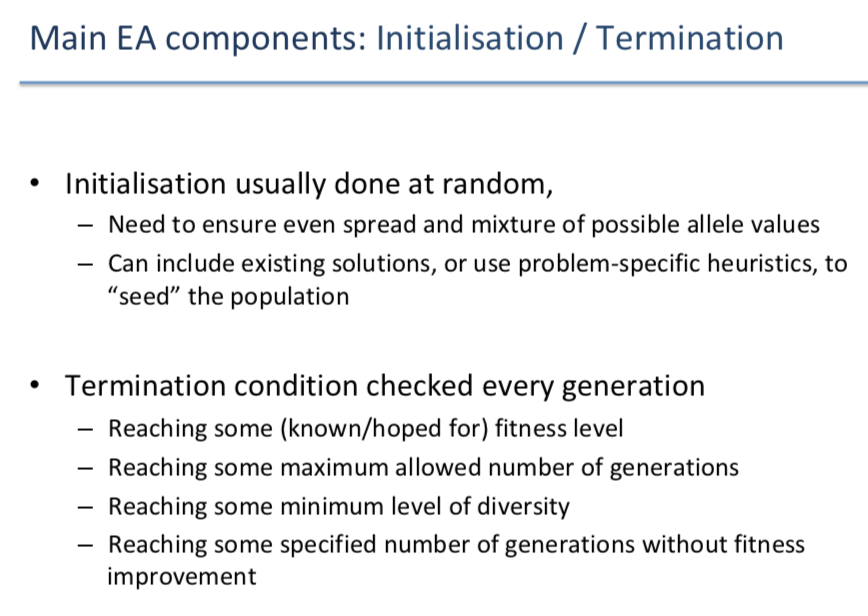 Main EA components: Initialisation / Termination
• Initialisation usually done at random,
– Need to ensure even spread and mixture of possible allele values
– Can include existing solutions, or use problem-specific heuristics, to
“seed” the population
• Termination condition checked every generation
– Reaching some (known/hoped for) fitness level
– Reaching some maximum allowed number of generations
– Reaching some minimum level of diversity
– Reaching some specified number of generations without fitness
improvement